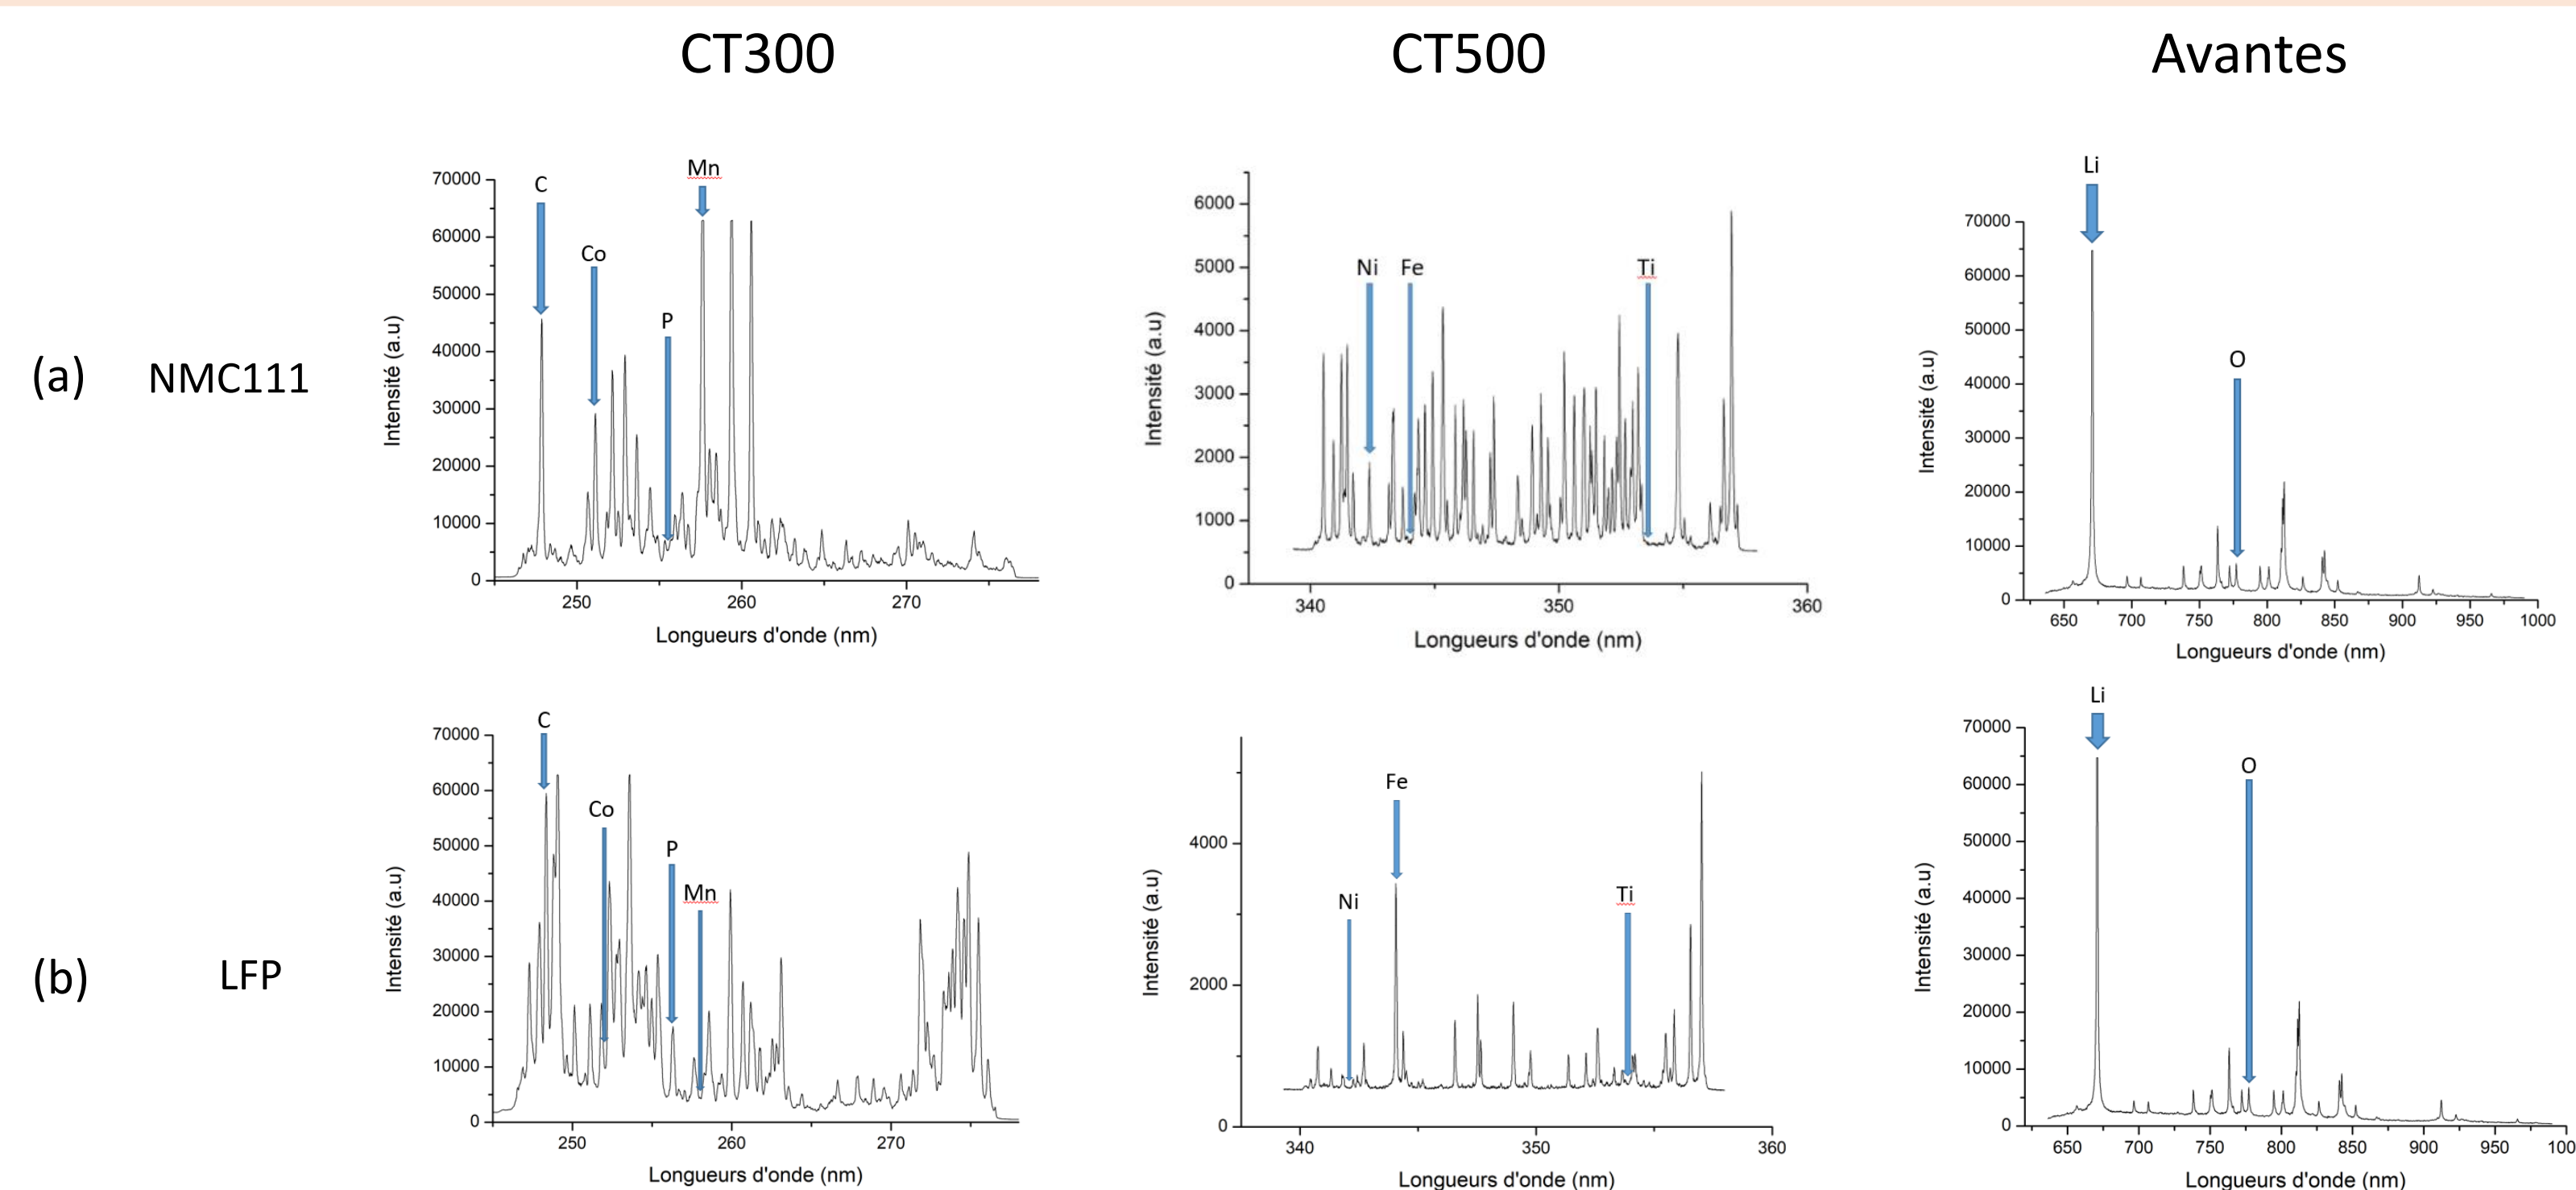 CT300
CT500
Avantes
(a)
NMC111
C
Co
P
Mn
Intensité (a.u)
70000
60000
50000
40000
30000
20000
10000
0
250
260
270
Longueurs d'onde (nm)
Ni
Fe
Ti
Intensité (a.u)
6000
5000
4000
3000
2000
1000
0
340
350
360
Longueurs d'onde (nm)
Li
O
Intensité (a.u)
70000
60000
50000
40000
30000
20000
10000
0
650
700
750
800
850
900
950
1000
Longueurs d'onde (nm)
(b)
LFP
C
Co
P
Mn
Intensité (a.u)
70000
60000
50000
40000
30000
20000
10000
0
250
260
270
Longueurs d'onde (nm)
Ni
Fe
Ti
Intensité (a.u)
4000
2000
0
340
350
360
Longueurs d'onde (nm)
Li
O
Intensité (a.u)
70000
60000
50000
40000
30000
20000
10000
0
650
700
750
800
850
900
950
100
Longueurs d'onde (nm)